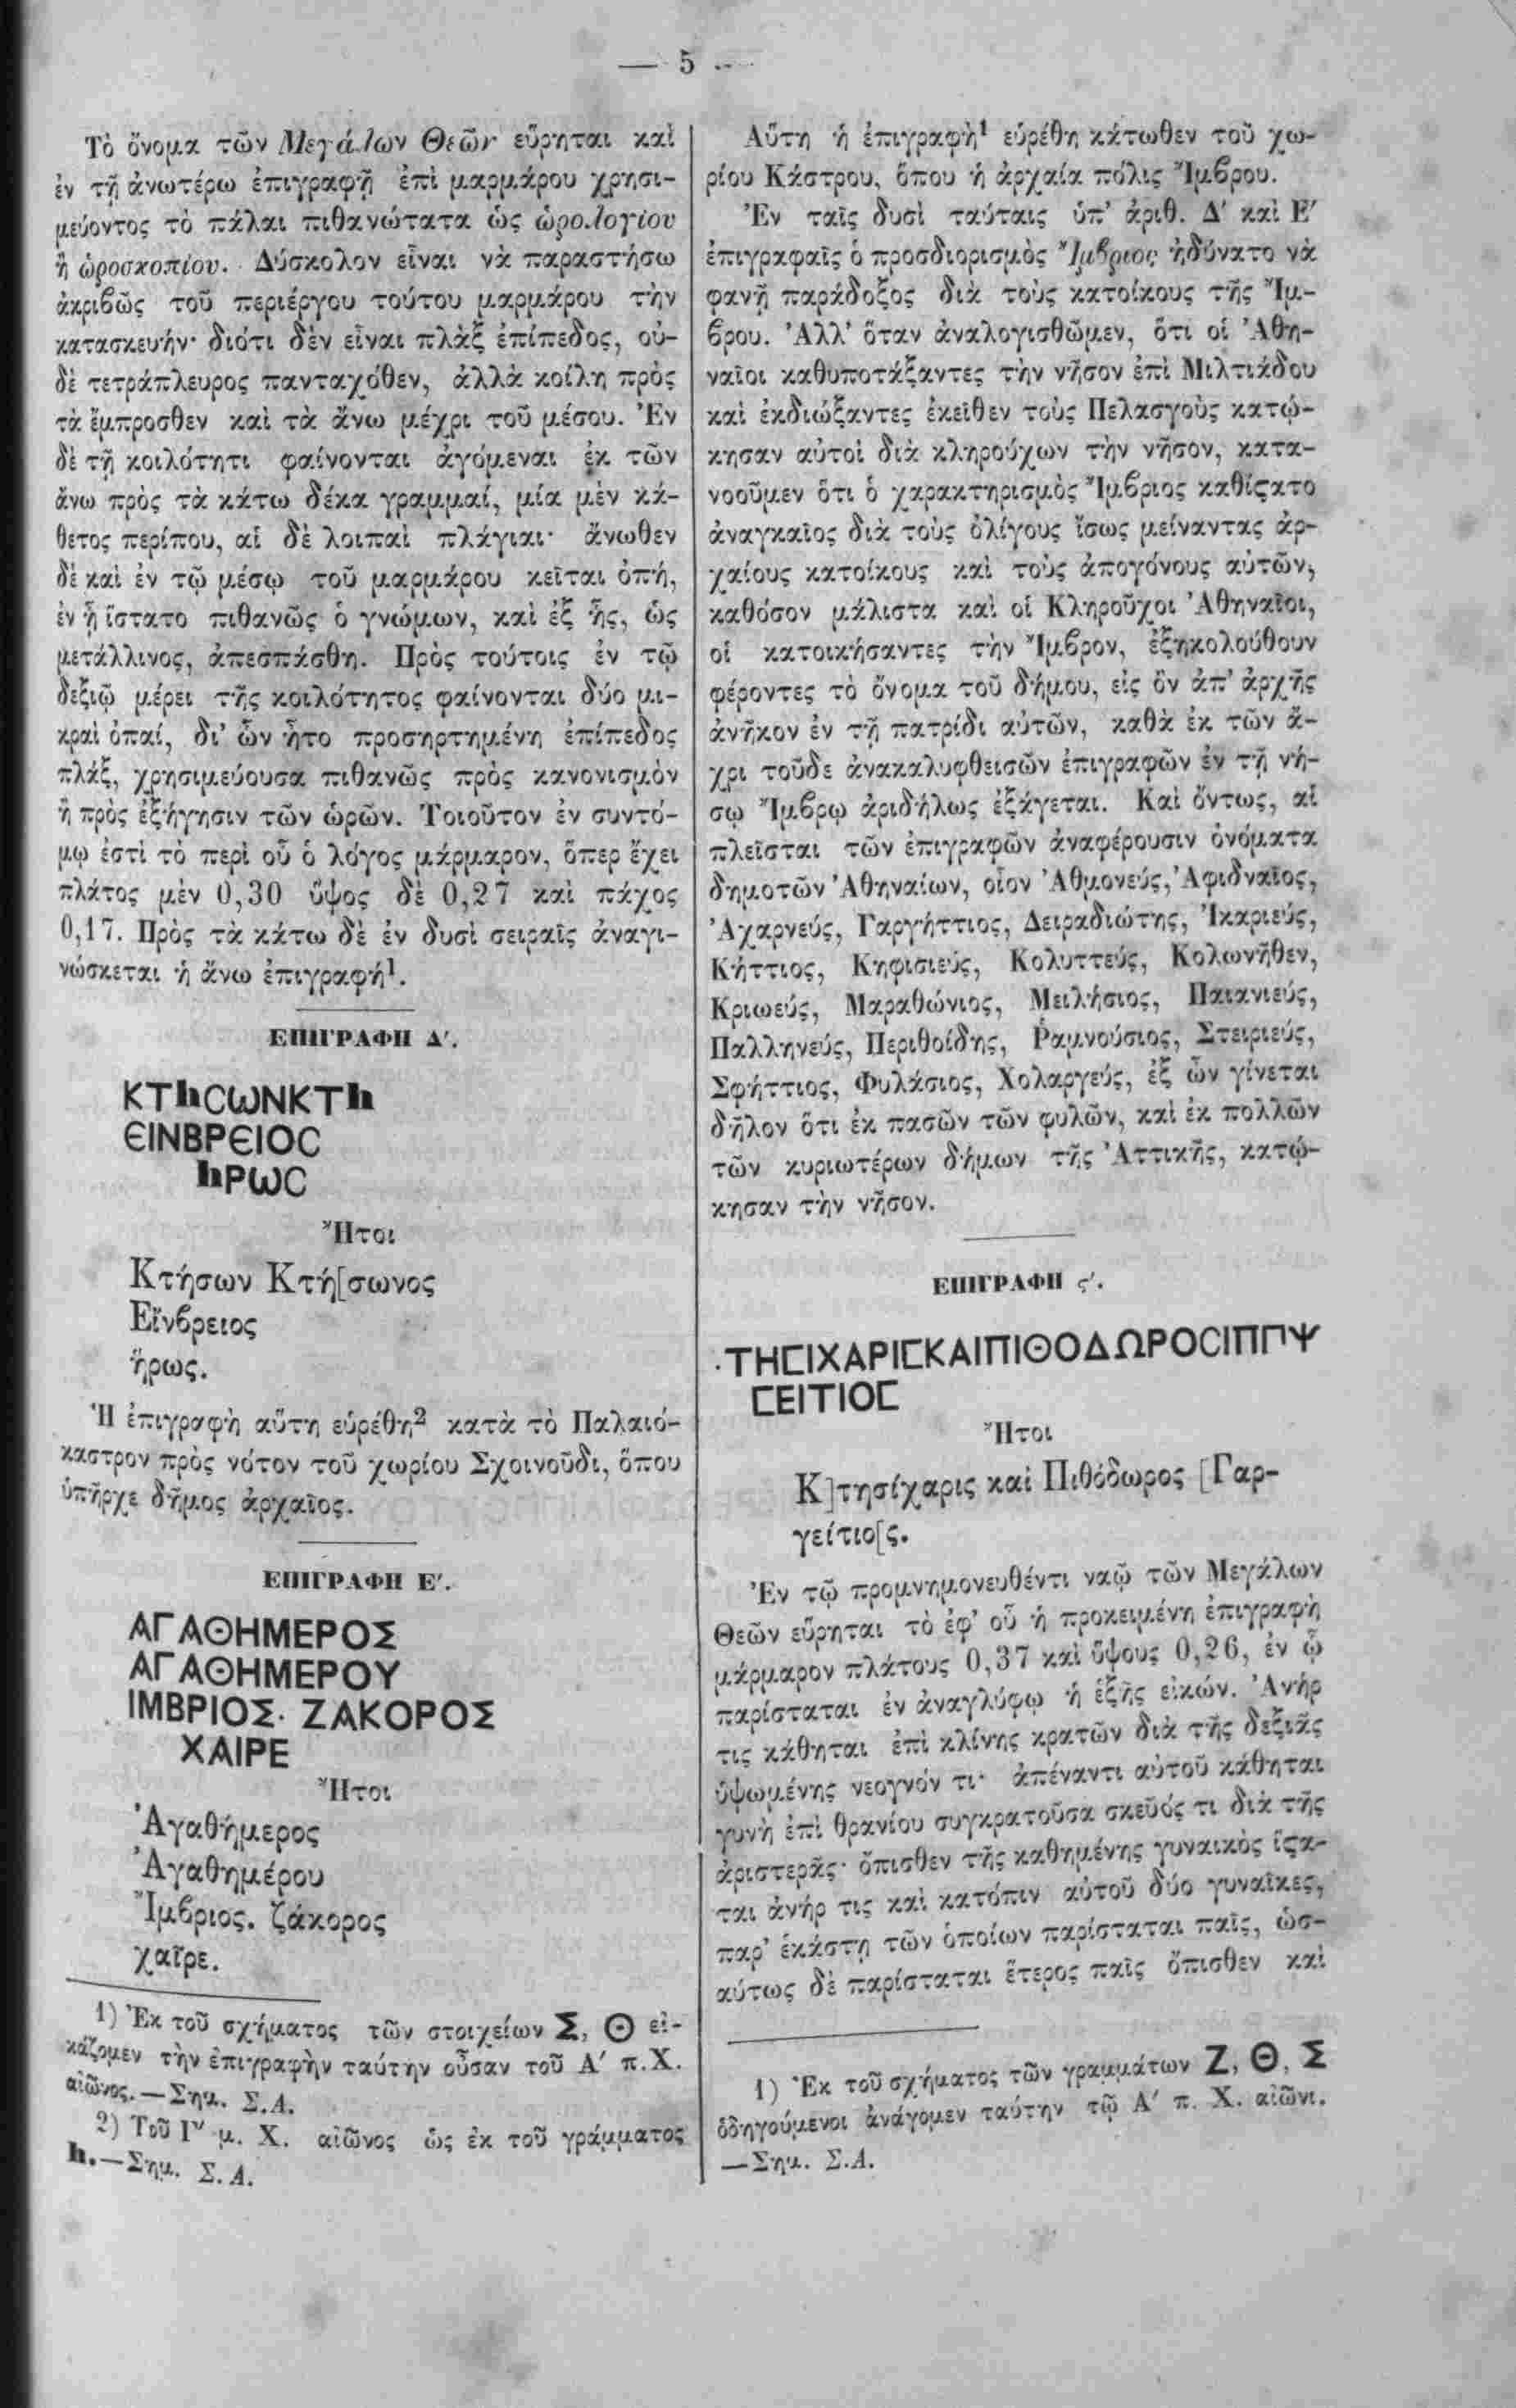 — 5 —
Τὸ ὄνομα τῶν Μεγάλων Θεῶν εὕρηται καὶ
ἐν τῇ ἀνωτέρω ἐπιγραφῇ ἐπὶ μαρμάρου χρησι-
μεύοντος τὸ πάλαι πιθανώτατα ὡς ὡρολογίου
ἢ ὡροσκοπίου. Δύσκολον εἶναι νὰ παραστήσω
ἀκριβῶς τοῦ περιέργου τούτου μαρμάρου τὴν
κατασκευήν· διότι δὲν εἶναι πλὰξ ἐπίπεδος, οὐ-
δὲ τετράπλευρος πανταχόθεν, ἀλλὰ κοίλη πρὸς
τὰ ἔμπροσθεν καὶ τὰ ἄνω μέχρι τοῦ μέσου. Ἐν
δὲ τῇ κοιλότητι φαίνονται ἀγόμεναι ἐκ τῶν
ἄνω πρὸς τὰ κάτω δέκα γραμμαί, μία μὲν κά-
θετος περίπου, αἱ δὲ λοιπαὶ πλάγιαι· ἄνωθεν
δὲ καὶ ἐν τῷ μέσῳ τοῦ μαρμάρου κεῖται ὀπή,
ἐν ᾗ ἵστατο πιθανῶς ὁ γνώμων, καὶ ἐξ ἧς, ὡς
μετάλλινος, ἀπεσπάσθη. Πρὸς τούτοις ἐν τῷ
δεξιῷ μέρει τῆς κοιλότητος φαίνονται δύο μι-
κραὶ ὀπαί, δι' ὧν ἦτο προσηρτημένη ἐπίπεδος
πλάξ, χρησιμεύουσα πιθανῶς πρὸς κανονισμὸν
ἢ πρὸς ἐξήγησιν τῶν ὡρῶν. Τοιοῦτον ἐν συντό-
μῳ ἐστὶ τὸ περὶ οὗ ὁ λόγος μάρμαρον, ὅπερ ἔχει
πλάτος μὲν 0,30 ὕψος δὲ 0,27 καὶ πάχος
0,17. Πρὸς τὰ κάτω δὲ ἐν δυσὶ σειραῖς ἀναγι-
νώσκεται ἡ ἄνω ἐπιγραφή¹.
ΕΠΙΓΡΑΦΗ Δ'.
ΚΤhCωΝΚΤh
ЄΙΝΒΡЄΙΟC
hΡωC
Ἤτοι
Κτήσων Κτή[σωνος
Εἴνβρειος
ἥρως.
Ἡ ἐπιγραφὴ αὕτη εὑρέθη² κατὰ τὸ Παλαιό-
καστρον πρὸς νότον τοῦ χωρίου Σχοινοῦδι, ὅπου
ὑπῆρχε δῆμος ἀρχαῖος.
ΕΠΙΓΡΑΦΗ Ε'.
ΑΓΑΘΗΜΕΡΟΣ
ΑΓΑΘΗΜΕΡΟΥ
ΙΜΒΡΙΟΣ· ΖΑΚΟΡΟΣ
ΧΑΙΡΕ
Ἤτοι
Ἀγαθήμερος
Ἀγαθημέρου
Ἴμβριος. ζάκορος
χαῖρε.
1) Ἐκ τοῦ σχήματος τῶν στοιχείων Σ, Θ εἰ-
κάζομεν τὴν ἐπιγραφὴν ταύτην οὖσαν τοῦ Α' π.Χ.
αἰῶνος.—Σημ. Σ.Α.
2) Τοῦ Γ' μ. Χ. αἰῶνος ὡς ἐκ τοῦ γράμματος
h.—Σημ. Σ.Α.
Αὕτη ἡ ἐπιγραφὴ¹ εὑρέθη κάτωθεν τοῦ χω-
ρίου Κάστρου, ὅπου ἡ ἀρχαία πόλις Ἴμβρου.
Ἐν ταῖς δυσὶ ταύταις ὑπ' ἀριθ. Δ' καὶ Ε'
ἐπιγραφαῖς ὁ προσδιορισμὸς Ἴμβριος ἠδύνατο νὰ
φανῇ παράδοξος διὰ τοὺς κατοίκους τῆς Ἴμ-
βρου. Ἀλλ' ὅταν ἀναλογισθῶμεν, ὅτι οἱ Ἀθη-
ναῖοι καθυποτάξαντες τὴν νῆσον ἐπὶ Μιλτιάδου
καὶ ἐκδιώξαντες ἐκεῖθεν τοὺς Πελασγοὺς κατῴ-
κησαν αὐτοὶ διὰ κληρούχων τὴν νῆσον, κατα-
νοοῦμεν ὅτι ὁ χαρακτηρισμὸς Ἴμβριος καθίϛατο
ἀναγκαῖος διὰ τοὺς ὀλίγους ἴσως μείναντας ἀρ-
χαίους κατοίκους καὶ τοὺς ἀπογόνους αὐτῶν,
καθόσον μάλιστα καὶ οἱ Κληροῦχοι Ἀθηναῖοι,
οἱ κατοικήσαντες τὴν Ἴμβρον, ἐξηκολούθουν
φέροντες τὸ ὄνομα τοῦ δήμου, εἰς ὃν ἀπ' ἀρχῆς
ἀνῆκον ἐν τῇ πατρίδι αὐτῶν, καθὰ ἐκ τῶν ἄ-
χρι τοῦδε ἀνακαλυφθεισῶν ἐπιγραφῶν ἐν τῇ νή-
σῳ Ἴμβρῳ ἀριδήλως ἐξάγεται. Καὶ ὄντως, αἱ
πλεῖσται τῶν ἐπιγραφῶν ἀναφέρουσιν ὀνόματα
δημοτῶν Ἀθηναίων, οἷον Ἀθμονεύς, Ἀφιδναῖος,
Ἀχαρνεύς, Γαργήττιος, Δειραδιώτης, Ἰκαριεύς,
Κήττιος, Κηφισιεύς, Κολυττεύς, Κολωνῆθεν,
Κριωεύς, Μαραθώνιος, Μειλήσιος, Παιανιεύς,
Παλληνεύς, Περιθοίδης, Ῥαμνούσιος, Στειριεύς,
Σφήττιος, Φυλάσιος, Χολαργεύς, ἐξ ὧν γίνεται
δῆλον ὅτι ἐκ πασῶν τῶν φυλῶν, καὶ ἐκ πολλῶν
τῶν κυριωτέρων δήμων τῆς Ἀττικῆς, κατῴ-
κησαν τὴν νῆσον.
ΕΠΙΓΡΑΦΗ ϛ'.
·ΤΗΣΙΧΑΡΙΣΚΑΙΠΙΘΟΔΩΡΟCΙΠΓΨ
ΣΕΙΤΙΟΣ
Ἤτοι
Κ]τησίχαρις καὶ Πιθόδωρος [Γαρ-
γείτιο[ς.
Ἐν τῷ προμνημονευθέντι ναῷ τῶν Μεγάλων
Θεῶν εὕρηται τὸ ἐφ' οὗ ἡ προκειμένη ἐπιγραφὴ
μάρμαρον πλάτους 0,37 καὶ ὕψους 0,26, ἐν ᾧ
παρίσταται ἐν ἀναγλύφῳ ἡ ἑξῆς εἰκών. Ἀνήρ
τις κάθηται ἐπὶ κλίνης κρατῶν διὰ τῆς δεξιᾶς
ὑψωμένης νεογνόν τι· ἀπέναντι αὐτοῦ κάθηται
γυνὴ ἐπὶ θρανίου συγκρατοῦσα σκεῦός τι διὰ τῆς
ἀριστερᾶς· ὄπισθεν τῆς καθημένης γυναικὸς ἵϛα-
ται ἀνήρ τις καὶ κατόπιν αὐτοῦ δύο γυναῖκες,
παρ' ἑκάστῃ τῶν ὁποίων παρίσταται παῖς, ὡσ-
αύτως δὲ παρίσταται ἕτερος παῖς ὄπισθεν καὶ
1) Ἐκ τοῦ σχήματος τῶν γραμμάτων Ζ, Θ, Σ
ὁδηγούμενοι ἀνάγομεν ταύτην τῷ Α' π. Χ. αἰῶνι.
—Σημ. Σ.Α.